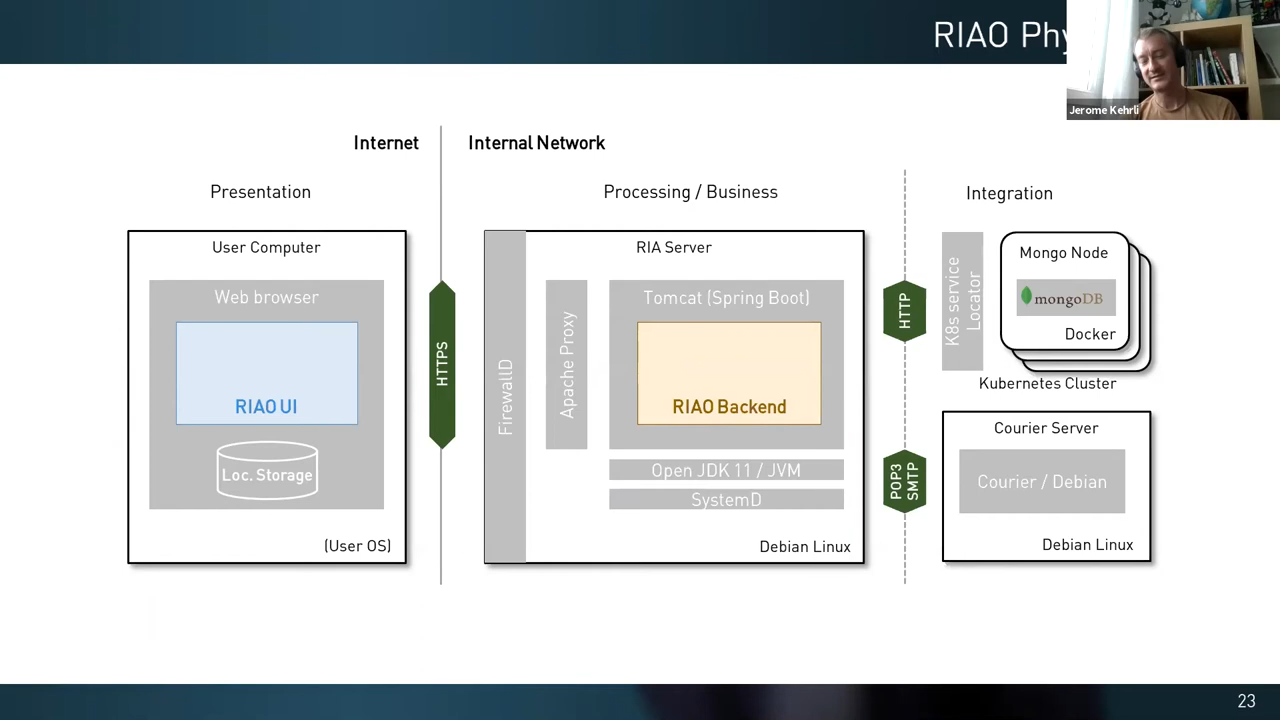 RIAO
Jerome Kehrli
Internet
Internal Network
Presentation
Processing / Business
Integration
User Computer
Web browser
RIAO UI
Loc. Storage
(User OS)
HTTPS
FirewallD
RIA Server
Apache Proxy
Tomcat (Spring Boot)
RIAO Backend
Open JDK 11 / JVM
SystemD
Debian Linux
HTTP
POP3
SMTP
K8s service
Locator
Mongo Node
mongoDB
Docker
Kubernetes Cluster
Courier Server
Courier / Debian
Debian Linux
23